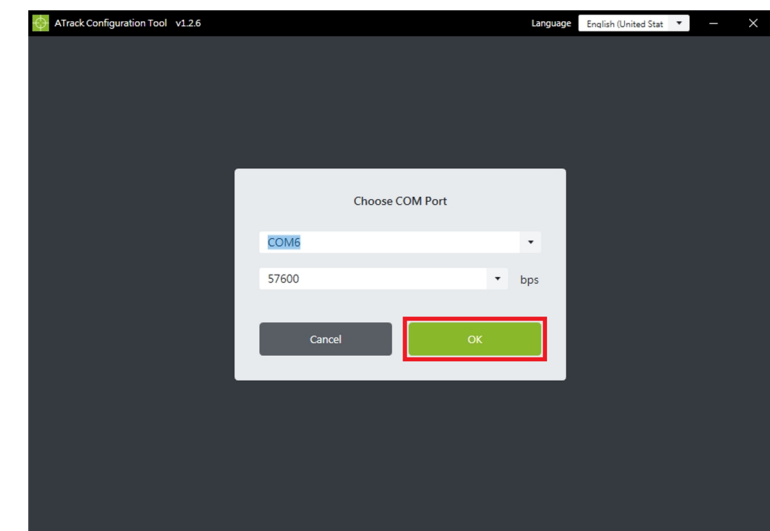 ATrack Configuration Tool v1.2.6 Language English (United Stat
Choose COM Port
COM6
57600 bps
Cancel OK